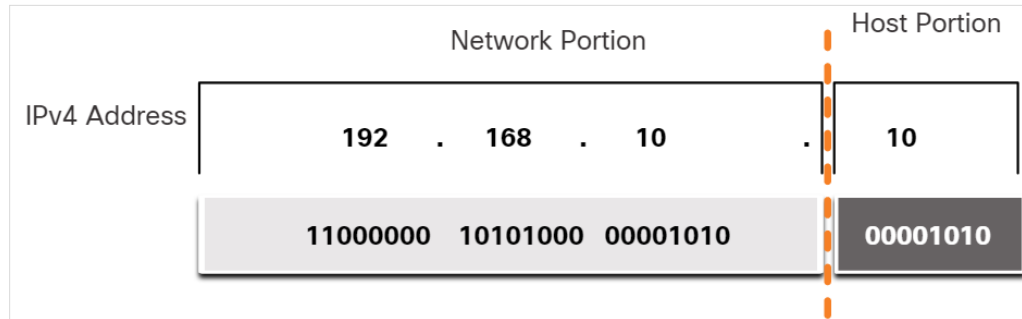 Network Portion
Host Portion
IPv4 Address
192 . 168 . 10 . 10
11000000 10101000 00001010 00001010